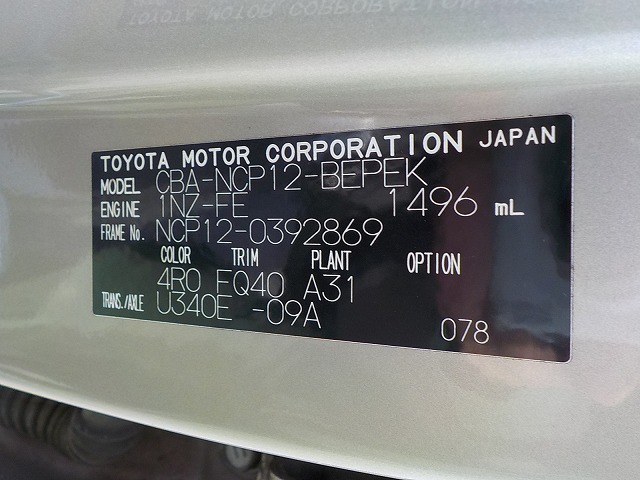 TOYOTA MOTOR CORPORATION JAPAN
MODEL CBA-NCP12-BEPEK
ENGINE 1NZ-FE 1496 mL
FRAME No. NCP12-0392869
COLOR TRIM PLANT OPTION
4R0 FQ40 A31
TRANS./AXLE U340E -09A
078